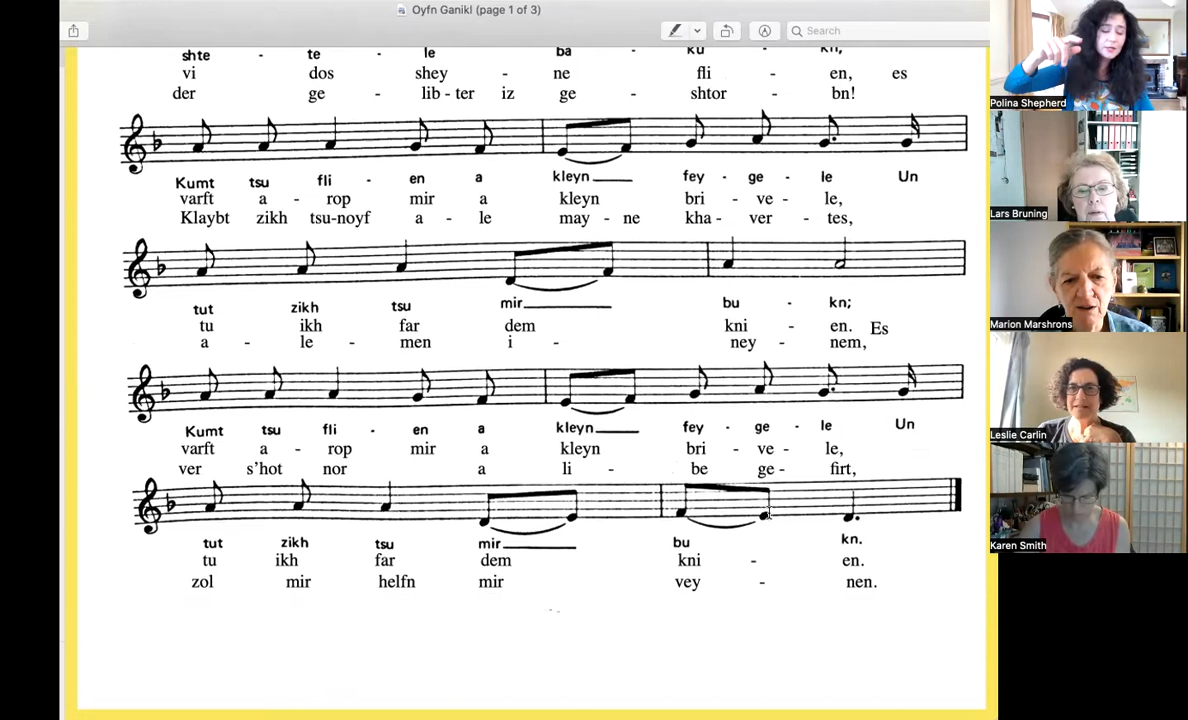 Oyfn Ganikl (page 1 of 3)
Search
shte - te - le ba - ku - kn,
vi dos shey - ne fli - en, es
der ge - lib - ter iz ge - shtor - bn!
Kumt tsu fli - en a kleyn fey - ge - le Un
varft a - rop mir a kleyn bri - ve - le,
Klaybt zikh tsu-noyf a - le may - ne kha - ver - tes,
tut zikh tsu mir bu - kn;
tu ikh far dem kni - en. Es
a - le - men i - ney - nem,
Kumt tsu fli - en a kleyn fey - ge - le Un
varft a - rop mir a kleyn bri - ve - le,
ver s'hot nor a li - be ge - firt,
tut zikh tsu mir bu kn.
tu ikh far dem kni - en.
zol mir helfn mir vey - nen.
Polina Shepherd
Lars Bruning
Marion Marshrons
Leslie Carlin
Karen Smith